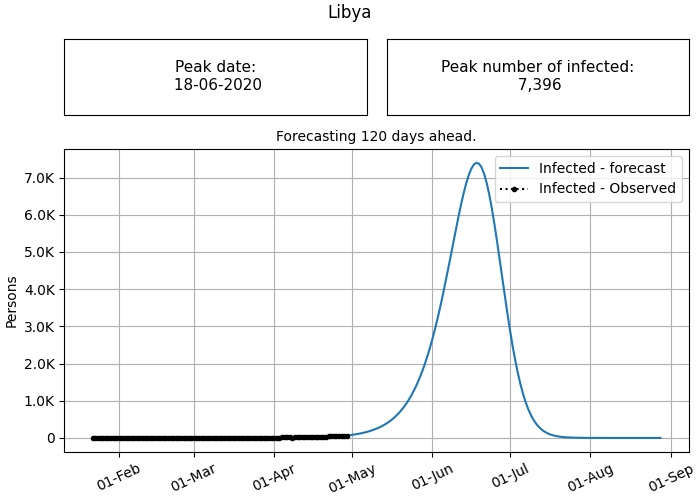 Libya
Peak date:
18-06-2020
Peak number of infected:
7,396
Forecasting 120 days ahead.
Infected - forecast
Infected - Observed
Persons
7.0K
6.0K
5.0K
4.0K
3.0K
2.0K
1.0K
0
01-Feb
01-Mar
01-Apr
01-May
01-Jun
01-Jul
01-Aug
01-Sep